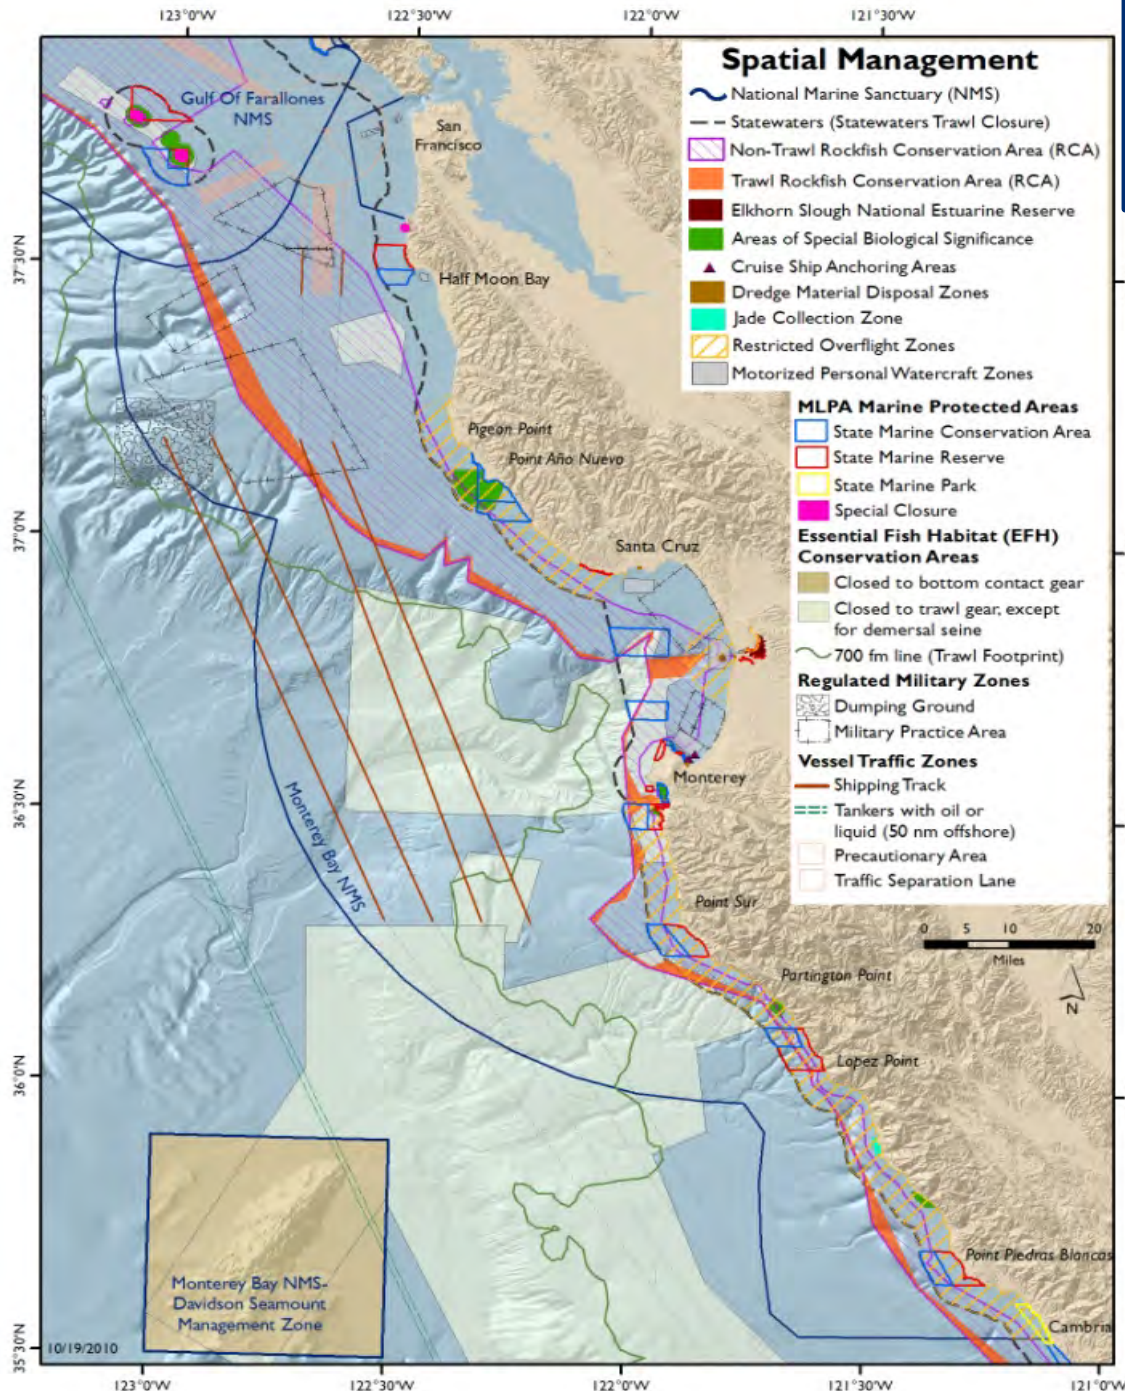 123°0'W
122°30'W
122°0'W
121°30'W
Spatial Management
National Marine Sanctuary (NMS)
Statewaters (Statewaters Trawl Closure)
Non-Trawl Rockfish Conservation Area (RCA)
Trawl Rockfish Conservation Area (RCA)
Elkhorn Slough National Estuarine Reserve
Areas of Special Biological Significance
Cruise Ship Anchoring Areas
Dredge Material Disposal Zones
Jade Collection Zone
Restricted Overflight Zones
Motorized Personal Watercraft Zones
MLPA Marine Protected Areas
State Marine Conservation Area
State Marine Reserve
State Marine Park
Special Closure
Essential Fish Habitat (EFH)
Conservation Areas
Closed to bottom contact gear
Closed to trawl gear, except
for demersal seine
700 fm line (Trawl Footprint)
Regulated Military Zones
Dumping Ground
Military Practice Area
Vessel Traffic Zones
Shipping Track
Tankers with oil or
liquid (50 nm offshore)
Precautionary Area
Traffic Separation Lane
Gulf Of Farallones
NMS
San
Francisco
37°30'N
Half Moon Bay
Pigeon Point
Point Año Nuevo
37°0'N
Santa Cruz
Monterey
36°30'N
Monterey Bay NMS
Point Sur
0 5 10 20
Miles
N
Partington Point
Lopez Point
36°0'N
Point Piedras Blancas
Monterey Bay NMS-
Davidson Seamount
Management Zone
Cambria
10/19/2010
35°30'N
123°0'W
122°30'W
122°0'W
121°30'W
121°0'W